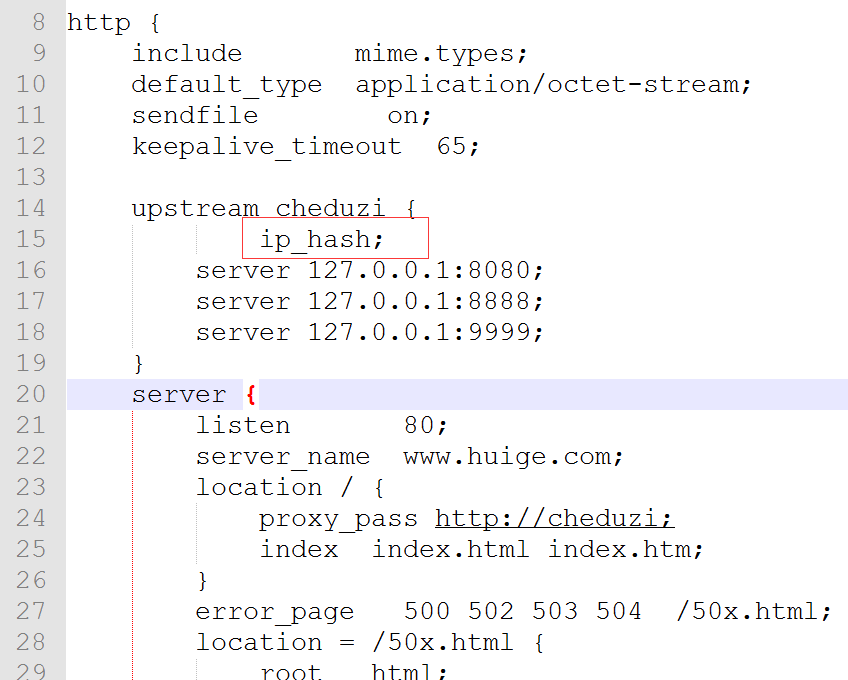 8 http {
9     include       mime.types;
10     default_type  application/octet-stream;
11     sendfile        on;
12     keepalive_timeout  65;
13
14     upstream cheduzi {
15             ip_hash;
16         server 127.0.0.1:8080;
17         server 127.0.0.1:8888;
18         server 127.0.0.1:9999;
19     }
20     server {
21         listen       80;
22         server_name  www.huige.com;
23         location / {
24             proxy_pass http://cheduzi;
25             index  index.html index.htm;
26         }
27         error_page   500 502 503 504  /50x.html;
28         location = /50x.html {
29             root   html;